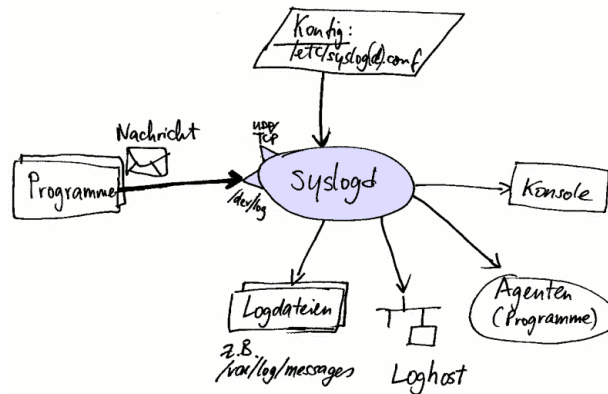 Konfig:
/etc/syslog(d).conf
Nachricht
UDP/
TCP
Programme
/dev/log
Syslogd
Konsole
Logdateien
z.B.
/var/log/messages
Loghost
Agenten
(Programme)